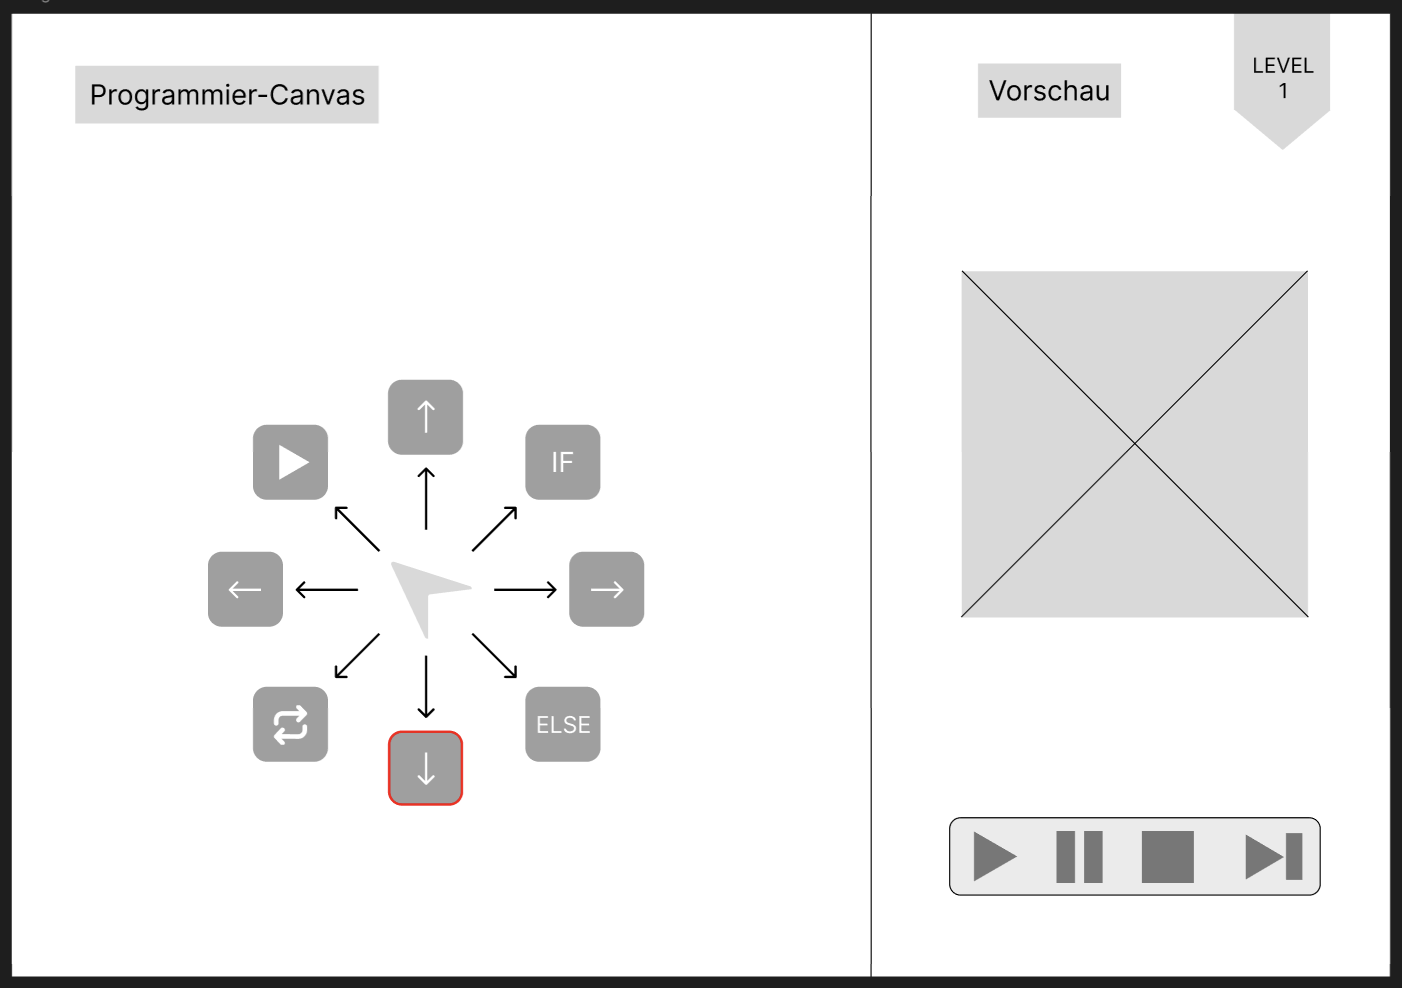 Programmier-Canvas
Vorschau
LEVEL
1
IF
ELSE